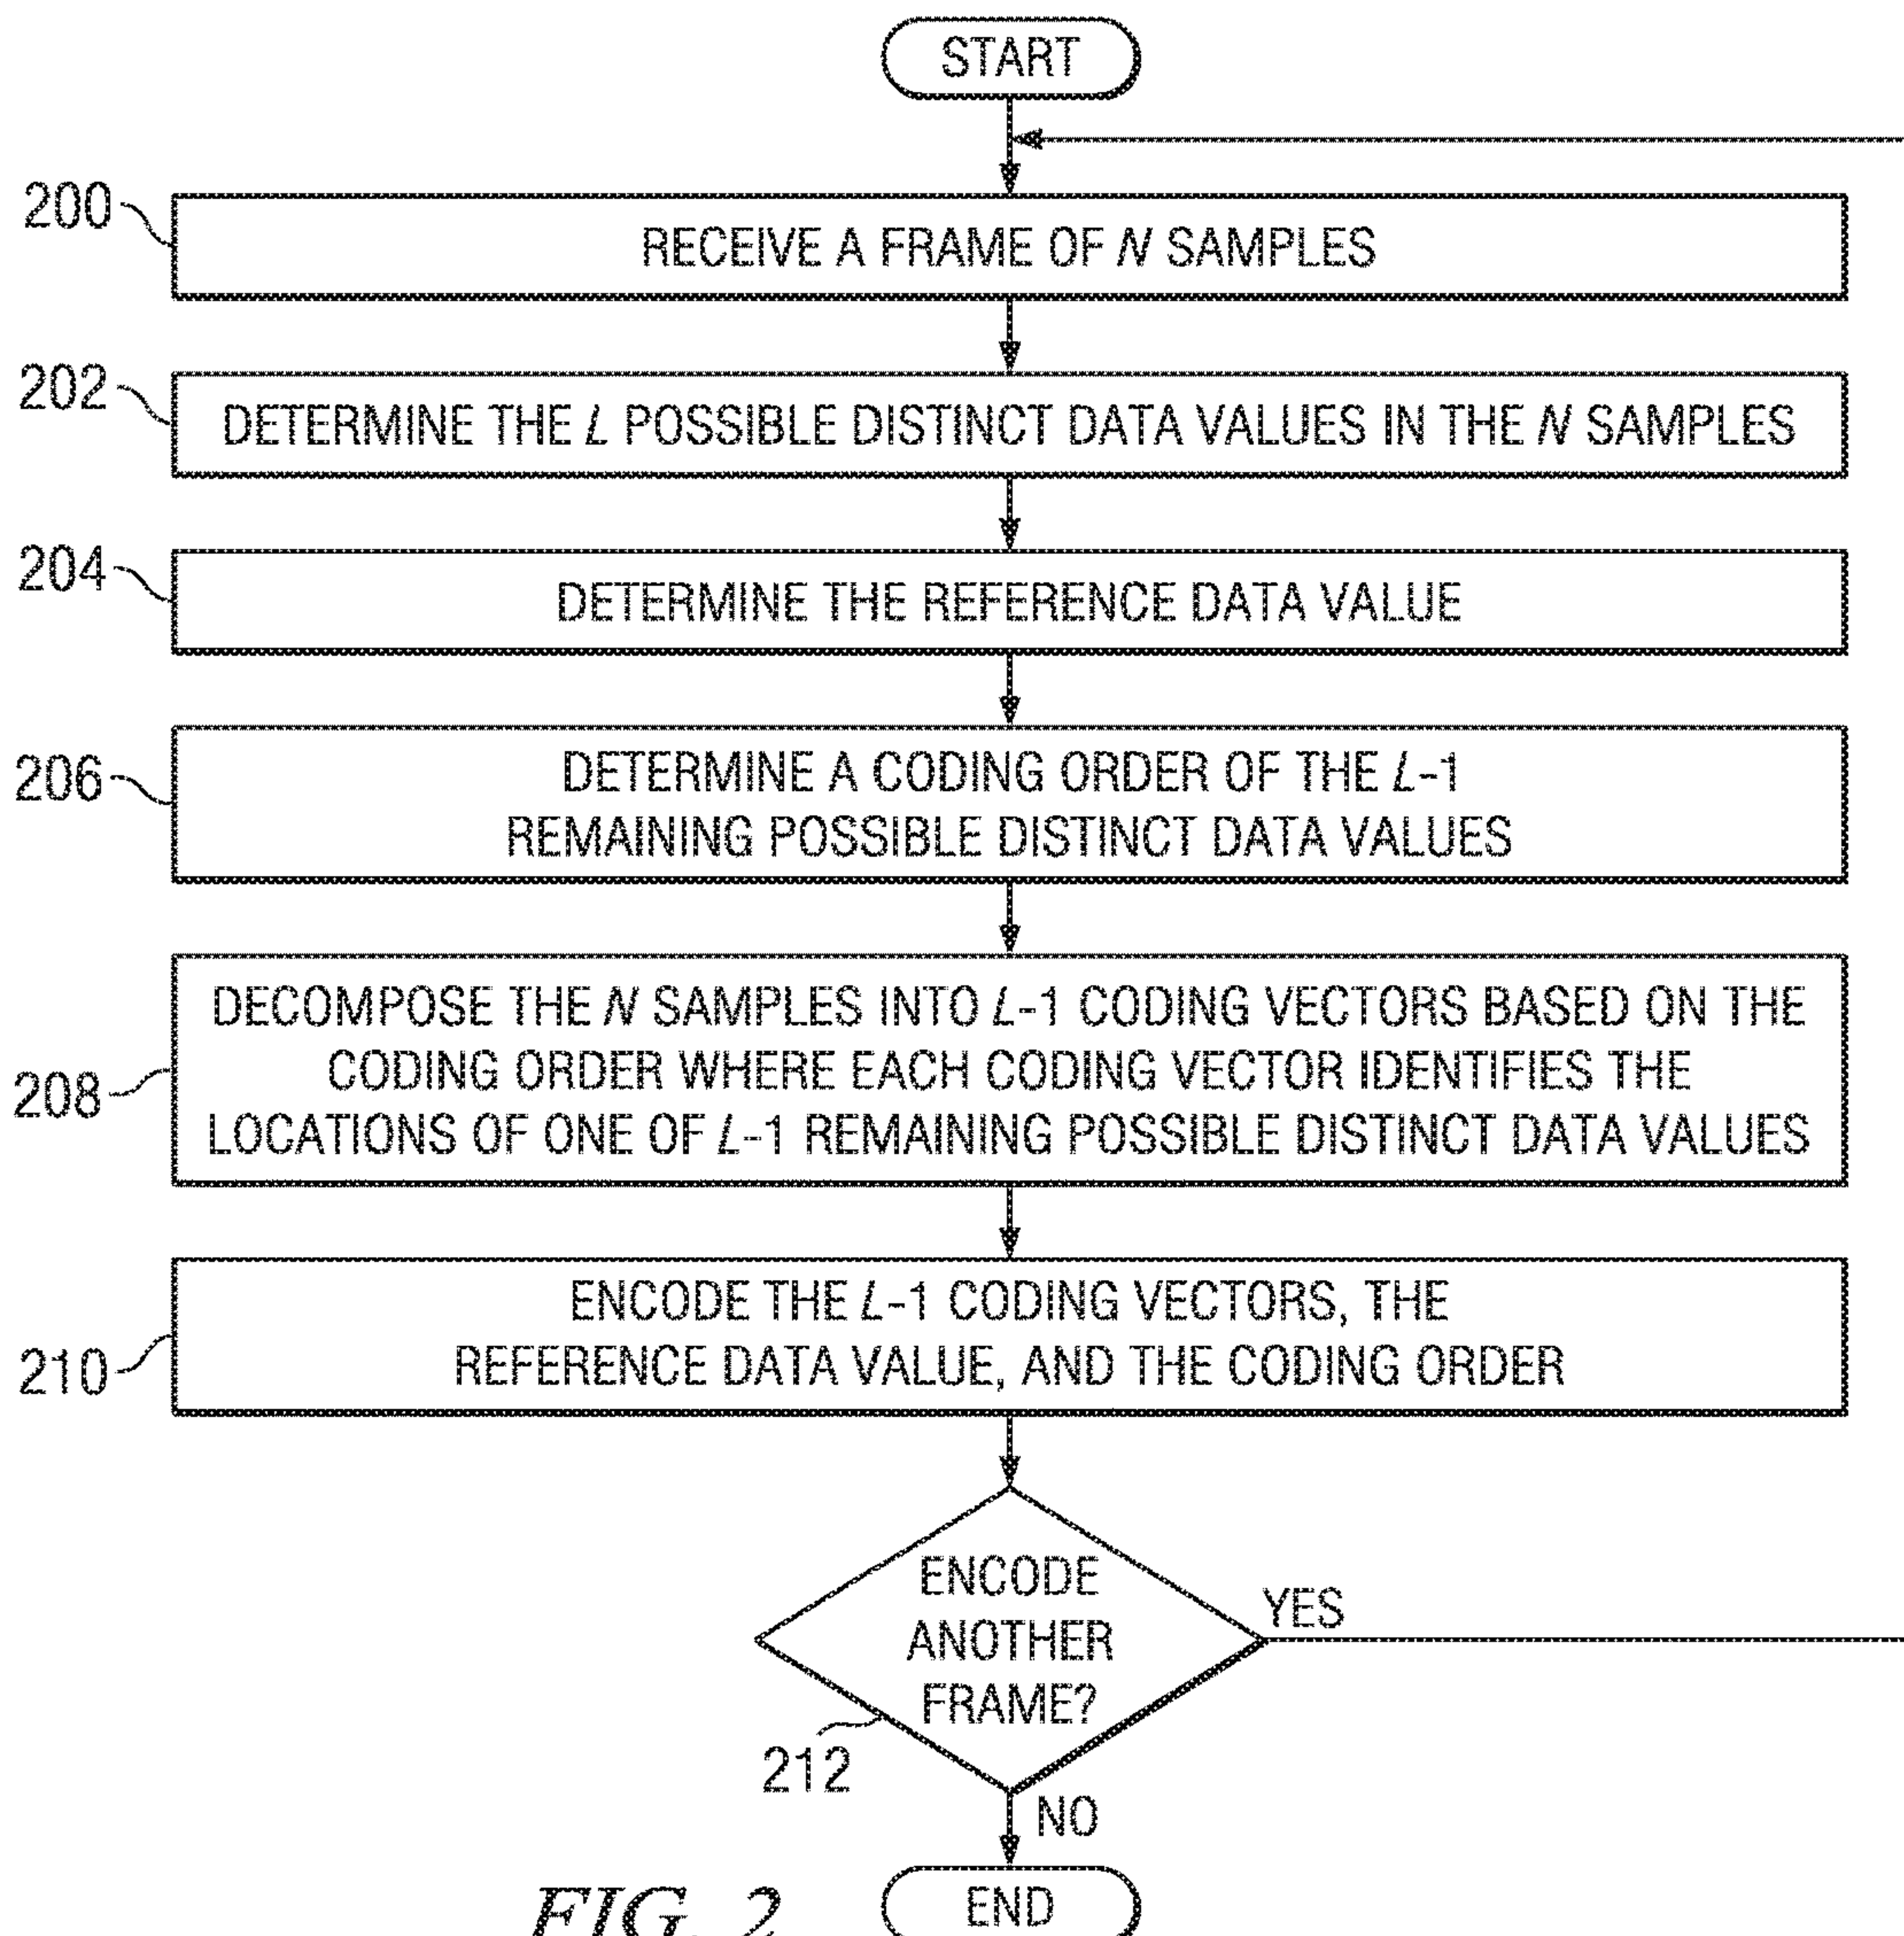 START
200
RECEIVE A FRAME OF N SAMPLES
202
DETERMINE THE L POSSIBLE DISTINCT DATA VALUES IN THE N SAMPLES
204
DETERMINE THE REFERENCE DATA VALUE
206
DETERMINE A CODING ORDER OF THE L-1
REMAINING POSSIBLE DISTINCT DATA VALUES
208
DECOMPOSE THE N SAMPLES INTO L-1 CODING VECTORS BASED ON THE
CODING ORDER WHERE EACH CODING VECTOR IDENTIFIES THE
LOCATIONS OF ONE OF L-1 REMAINING POSSIBLE DISTINCT DATA VALUES
210
ENCODE THE L-1 CODING VECTORS, THE
REFERENCE DATA VALUE, AND THE CODING ORDER
ENCODE
ANOTHER
FRAME?
YES
212
NO
END
FIG. 2